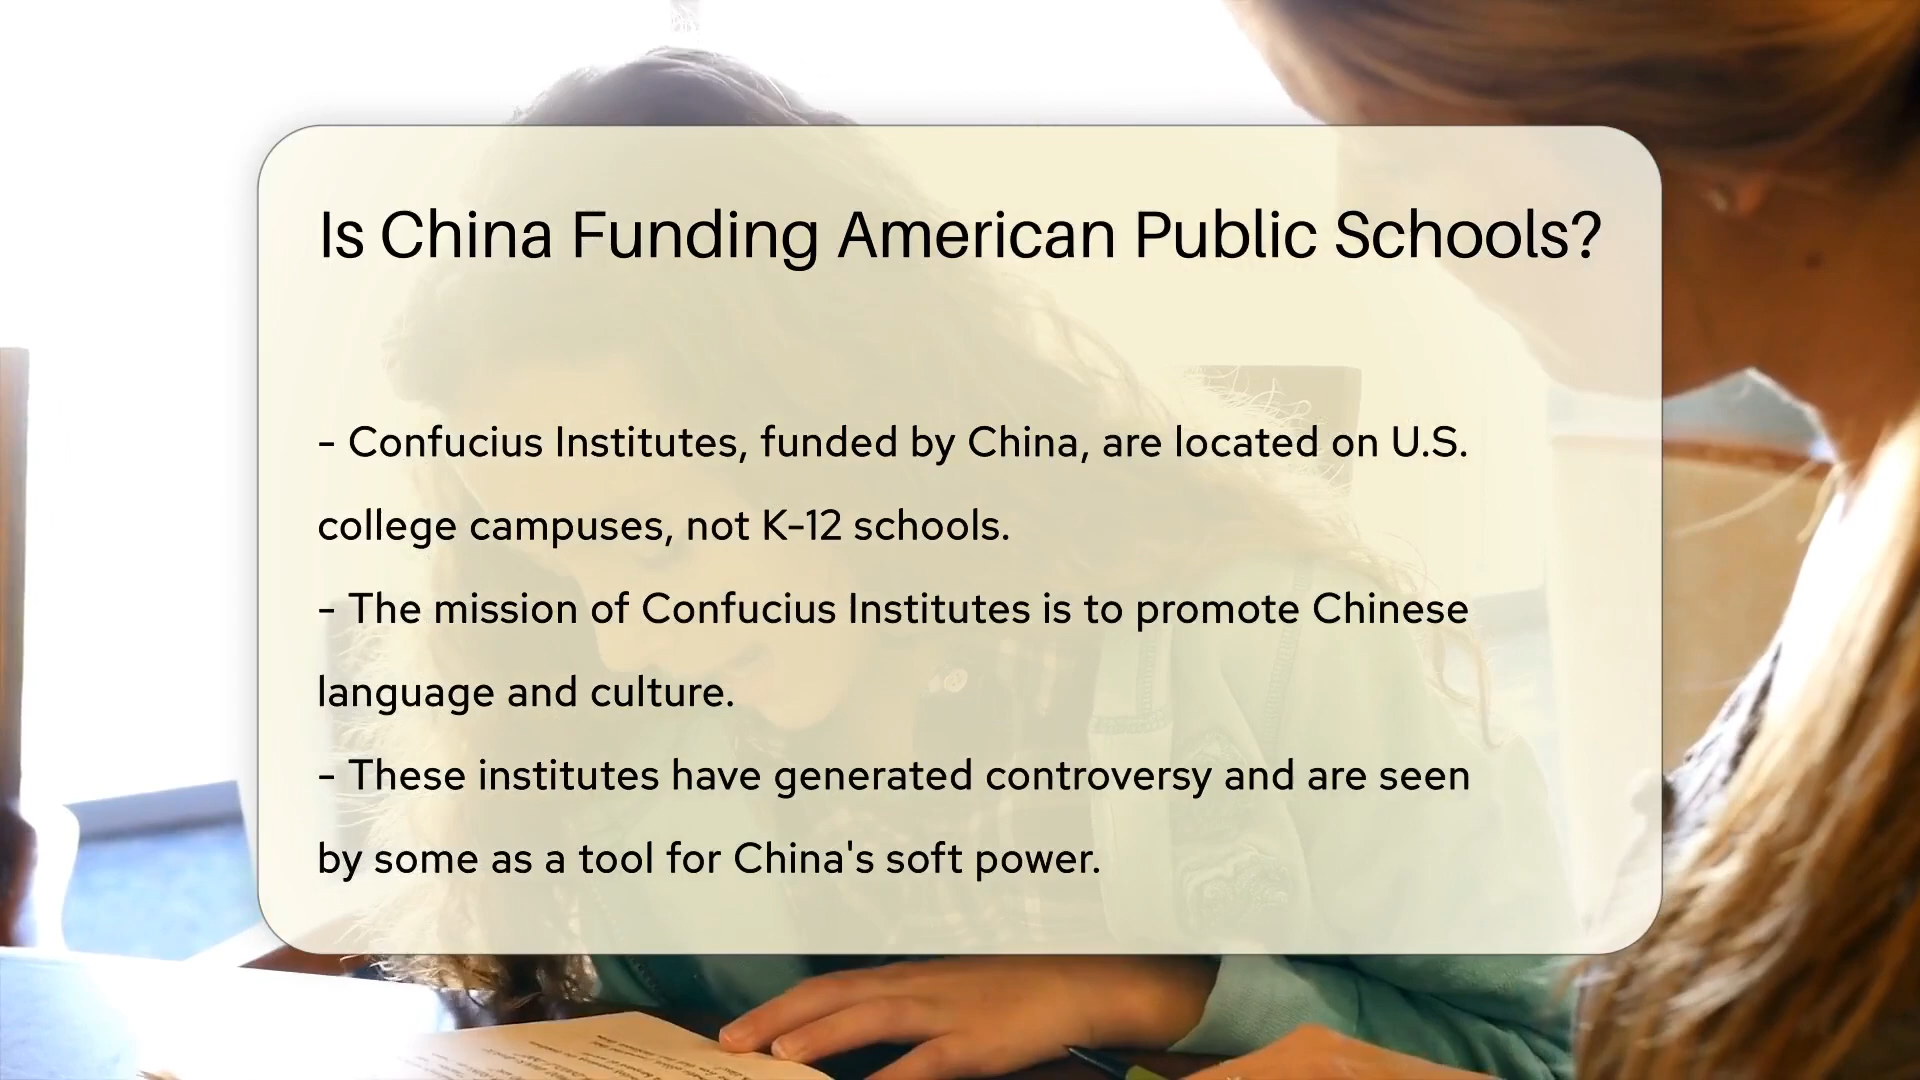 Is China Funding American Public Schools?
- Confucius Institutes, funded by China, are located on U.S.
college campuses, not K-12 schools.
- The mission of Confucius Institutes is to promote Chinese
language and culture.
- These institutes have generated controversy and are seen
by some as a tool for China's soft power.